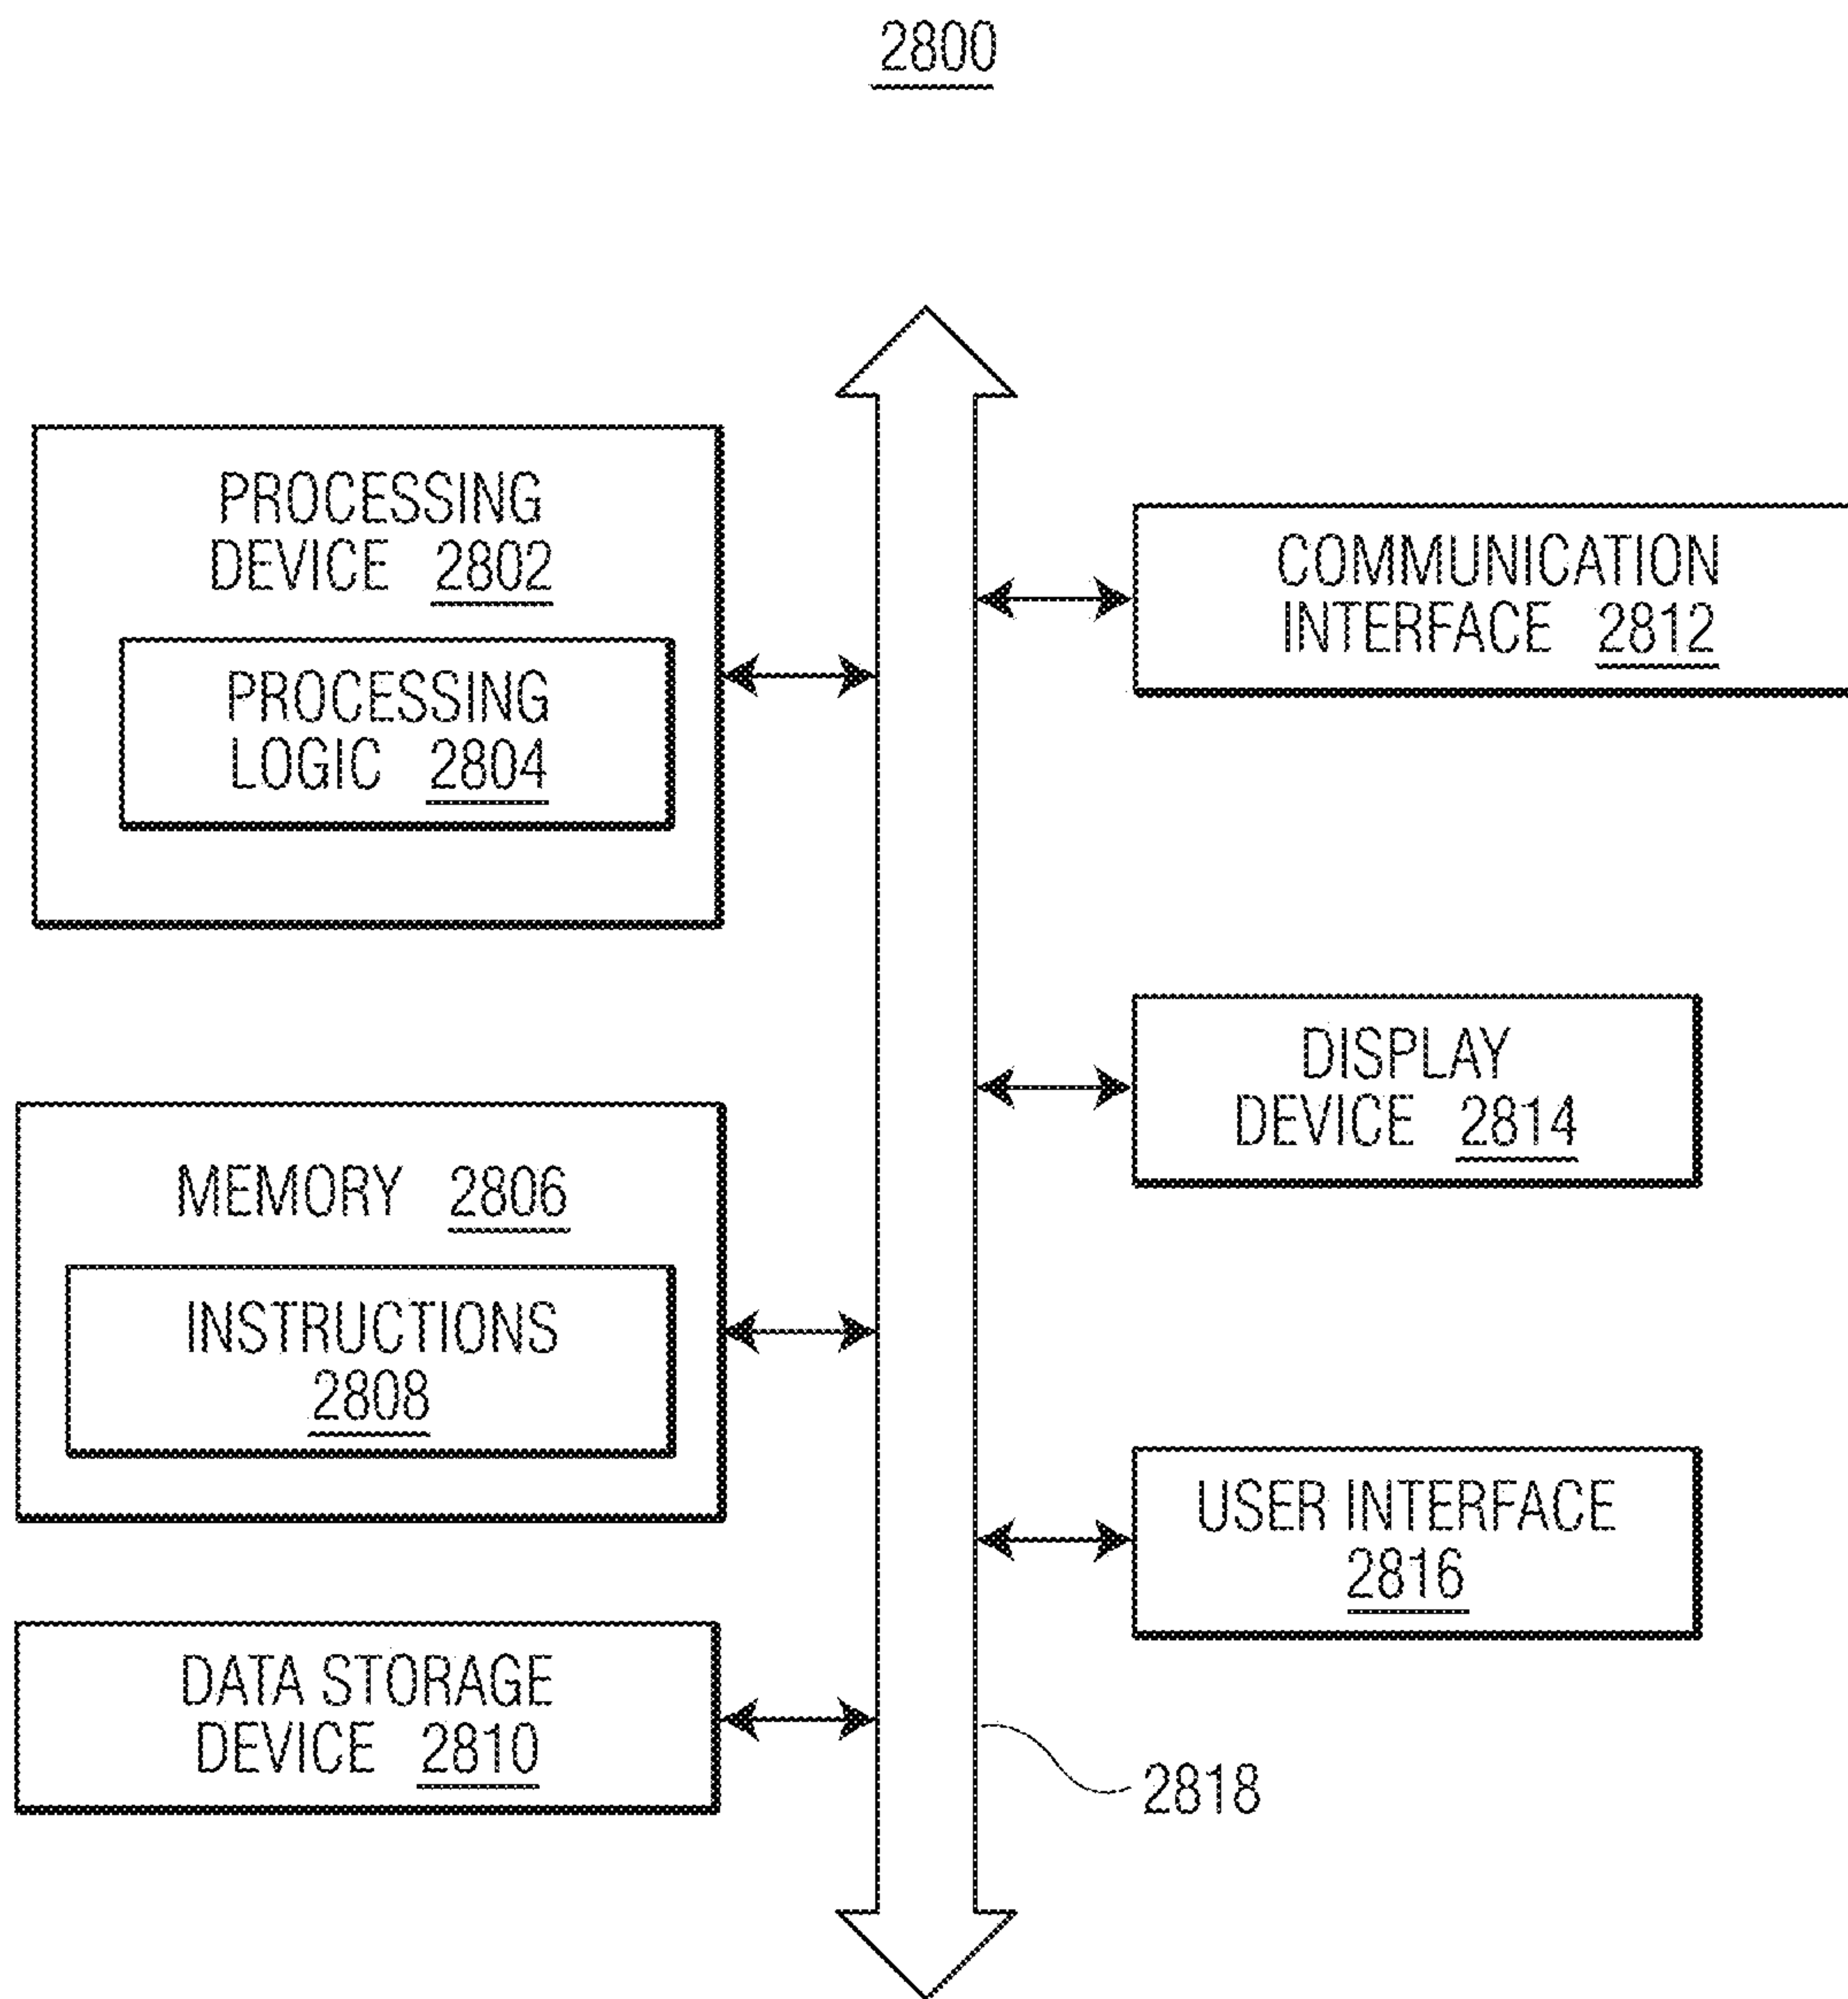 2800
PROCESSING
DEVICE 2802
PROCESSING
LOGIC 2804
MEMORY 2806
INSTRUCTIONS
2808
DATA STORAGE
DEVICE 2810
COMMUNICATION
INTERFACE 2812
DISPLAY
DEVICE 2814
USER INTERFACE
2816
2818